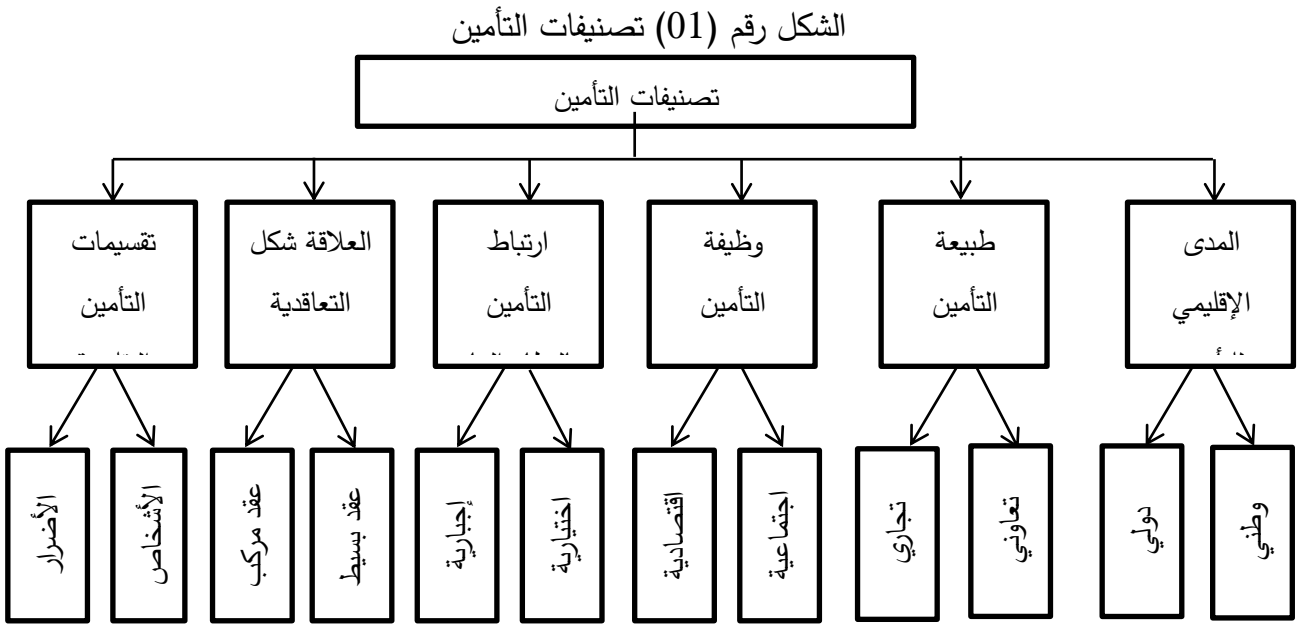 الشكل رقم (01) تصنيفات التأمين
تصنيفات التأمين
المدى
الإقليمي
طبيعة
التأمين
وظيفة
التأمين
ارتباط
التأمين
العلاقة شكل
التعاقدية
تقسيمات
التأمين
وطني
دولي
تعاوني
تجاري
اجتماعية
اقتصادية
اختيارية
إجبارية
عقد بسيط
عقد مركب
الأشخاص
الأضرار